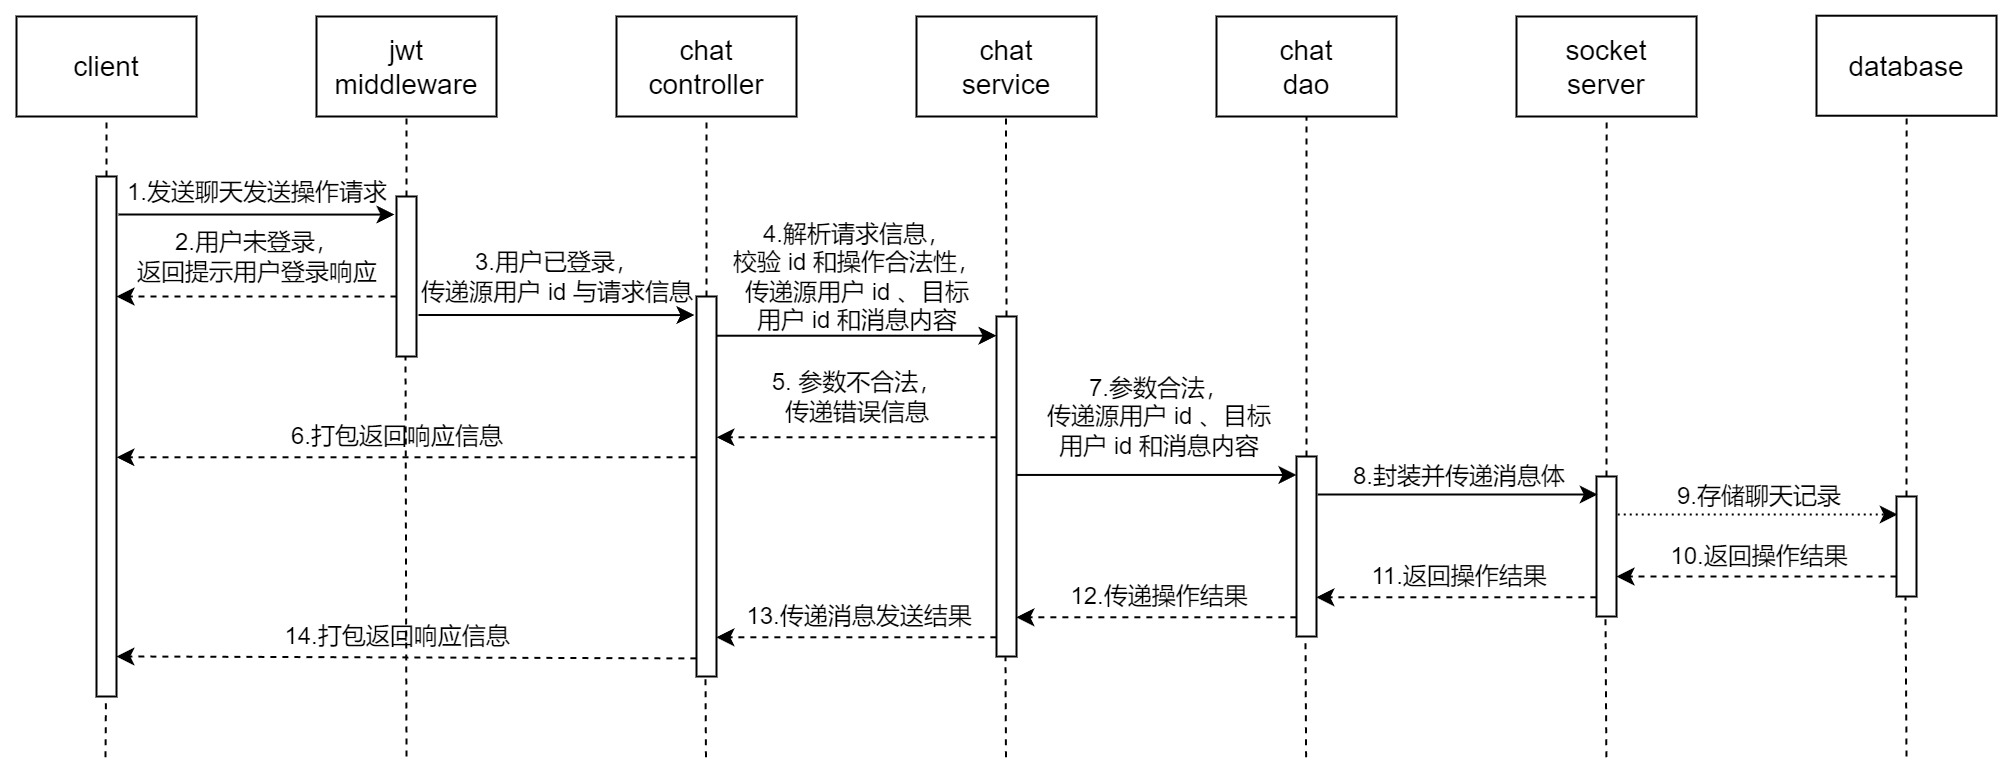 client
jwt
middleware
chat
controller
chat
service
chat
dao
socket
server
database
1.发送聊天发送操作请求
2.用户未登录，
返回提示用户登录响应
3.用户已登录，
传递源用户 id 与请求信息
4.解析请求信息，
校验 id 和操作合法性，
传递源用户 id 、目标
用户 id 和消息内容
5. 参数不合法，
传递错误信息
6.打包返回响应信息
7.参数合法，
传递源用户 id 、目标
用户 id 和消息内容
8.封装并传递消息体
9.存储聊天记录
10.返回操作结果
11.返回操作结果
12.传递操作结果
13.传递消息发送结果
14.打包返回响应信息